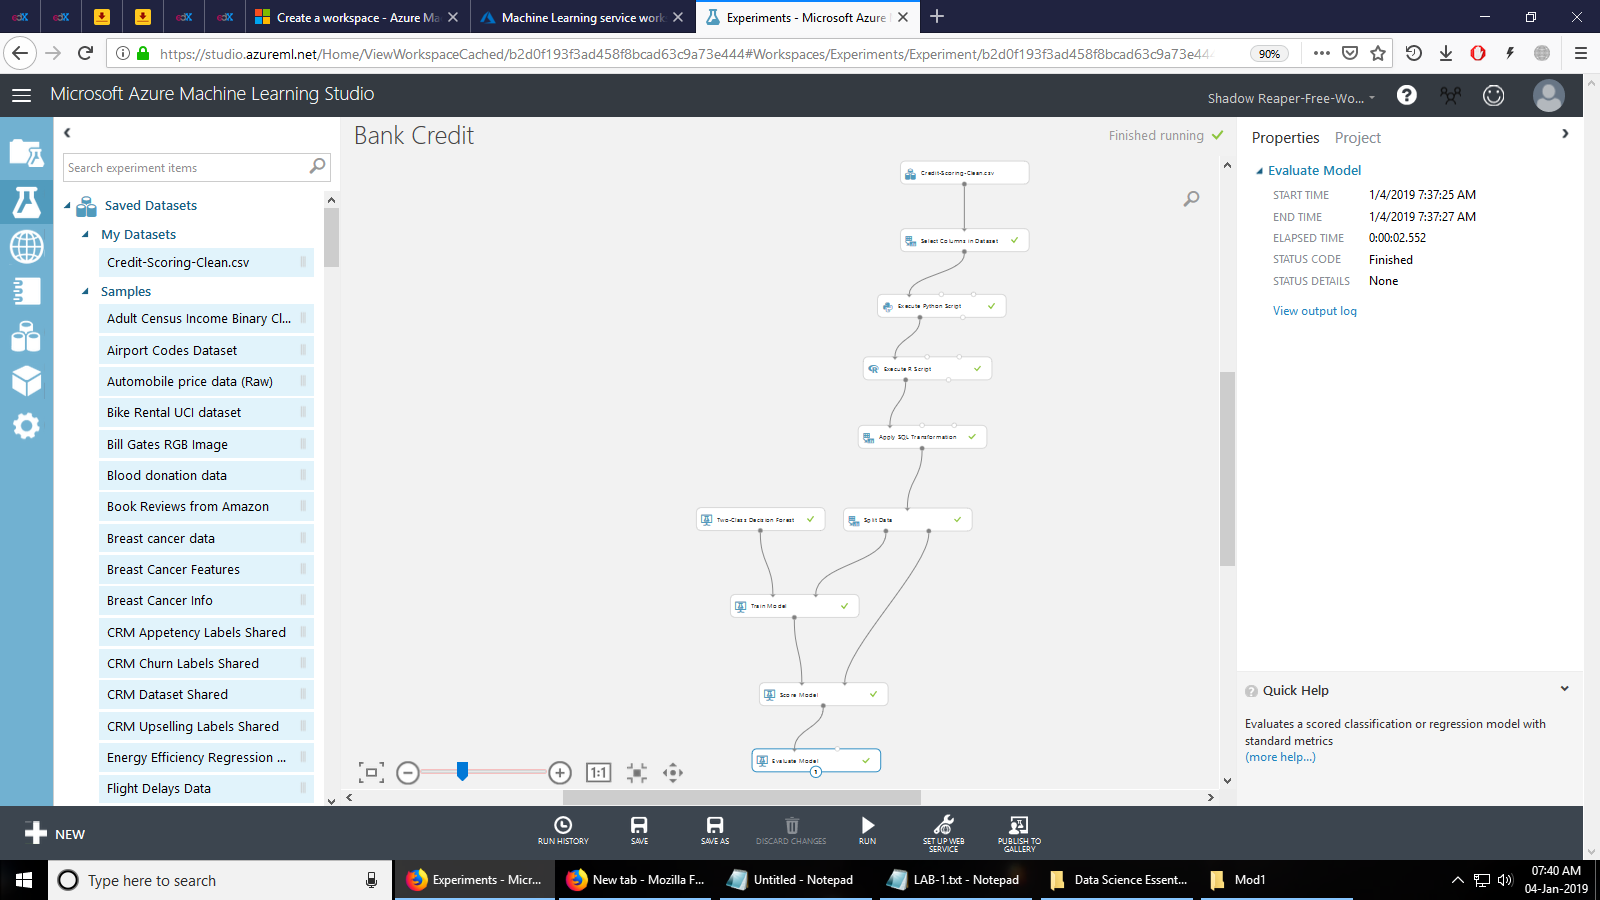 Create a workspace - Azure Ma
Machine Learning service work
Experiments - Microsoft Azure
https://studio.azureml.net/Home/ViewWorkspaceCached/b2d0f193f3ad458f8bcad63c9a73e444#Workspaces/Experiments/Experiment/b2d0f193f3ad458f8bcad63c9a73e444
90%
Microsoft Azure Machine Learning Studio
Shadow Reaper-Free-Wo...
Search experiment items
Saved Datasets
My Datasets
Credit-Scoring-Clean.csv
Samples
Adult Census Income Binary Cl...
Airport Codes Dataset
Automobile price data (Raw)
Bike Rental UCI dataset
Bill Gates RGB Image
Blood donation data
Book Reviews from Amazon
Breast cancer data
Breast Cancer Features
Breast Cancer Info
CRM Appetency Labels Shared
CRM Churn Labels Shared
CRM Dataset Shared
CRM Upselling Labels Shared
Energy Efficiency Regression ...
Flight Delays Data
Bank Credit
Finished running
Credit-Scoring-Clean.csv
Select Columns in Dataset
Execute Python Script
Execute R Script
Apply SQL Transformation
Two-Class Decision Forest
Split Data
Train Model
Score Model
Evaluate Model
1
1:1
Properties Project
Evaluate Model
START TIME 1/4/2019 7:37:25 AM
END TIME 1/4/2019 7:37:27 AM
ELAPSED TIME 0:00:02.552
STATUS CODE Finished
STATUS DETAILS None
View output log
Quick Help
Evaluates a scored classification or regression model with
standard metrics
(more help...)
NEW
RUN HISTORY
SAVE
SAVE AS
DISCARD CHANGES
RUN
SET UP WEB
SERVICE
PUBLISH TO
GALLERY
Type here to search
Experiments - Micr...
New tab - Mozilla F...
Untitled - Notepad
LAB-1.txt - Notepad
Data Science Essent...
Mod1
07:40 AM
04-Jan-2019